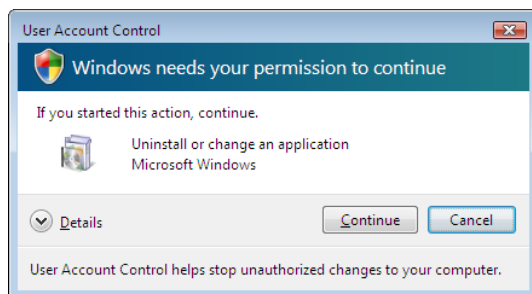 User Account Control
Windows needs your permission to continue
If you started this action, continue.
Uninstall or change an application
Microsoft Windows
Details
Continue
Cancel
User Account Control helps stop unauthorized changes to your computer.